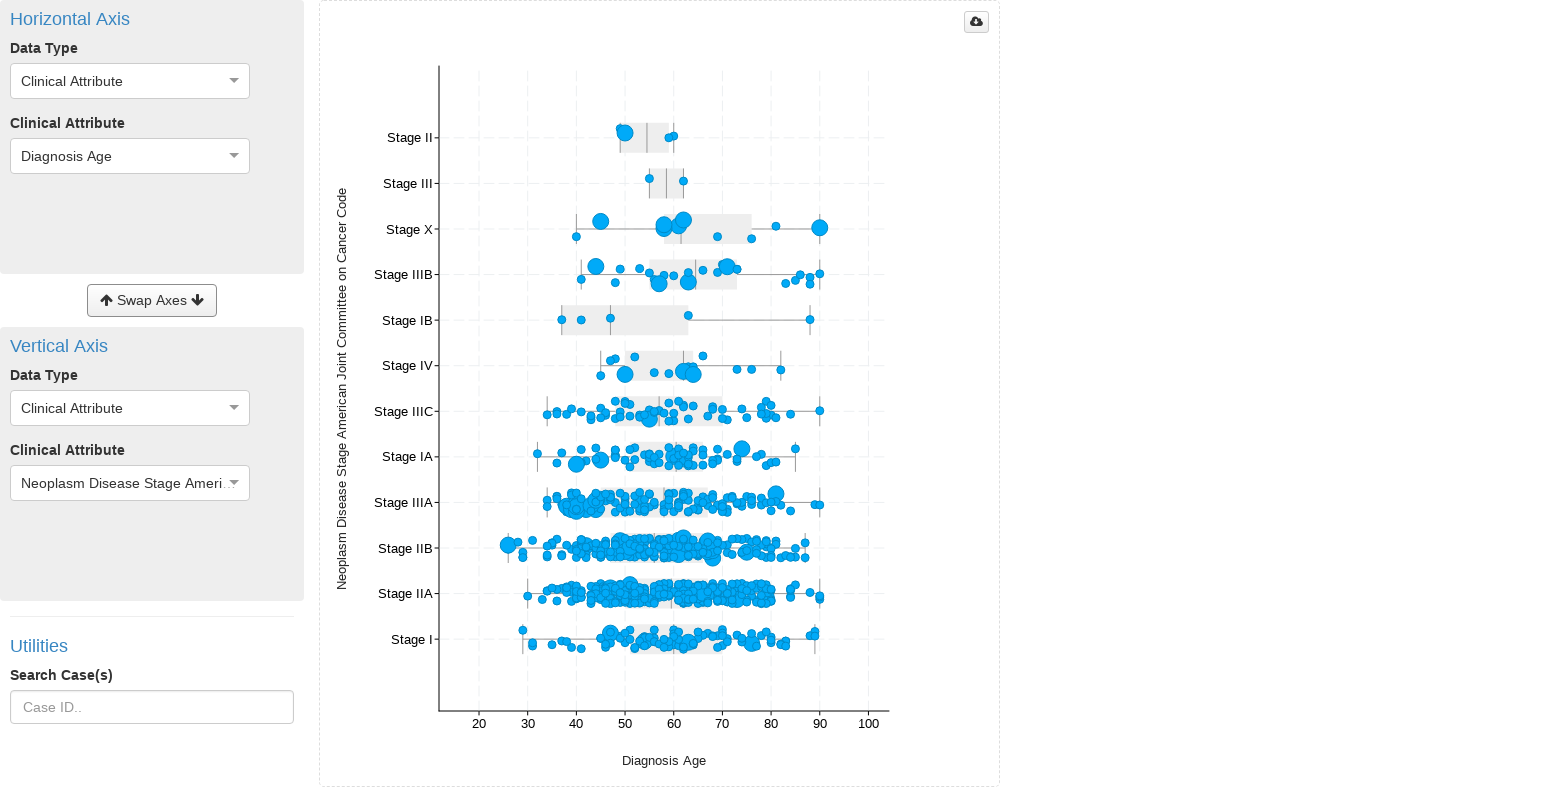 Horizontal Axis
Data Type
Clinical Attribute
Clinical Attribute
Diagnosis Age
Swap Axes
Vertical Axis
Data Type
Clinical Attribute
Clinical Attribute
Neoplasm Disease Stage Ameri...
Utilities
Search Case(s)
Case ID..
Neoplasm Disease Stage American Joint Committee on Cancer Code
Stage II
Stage III
Stage X
Stage IIIB
Stage IB
Stage IV
Stage IIIC
Stage IA
Stage IIIA
Stage IIB
Stage IIA
Stage I
20 30 40 50 60 70 80 90 100
Diagnosis Age